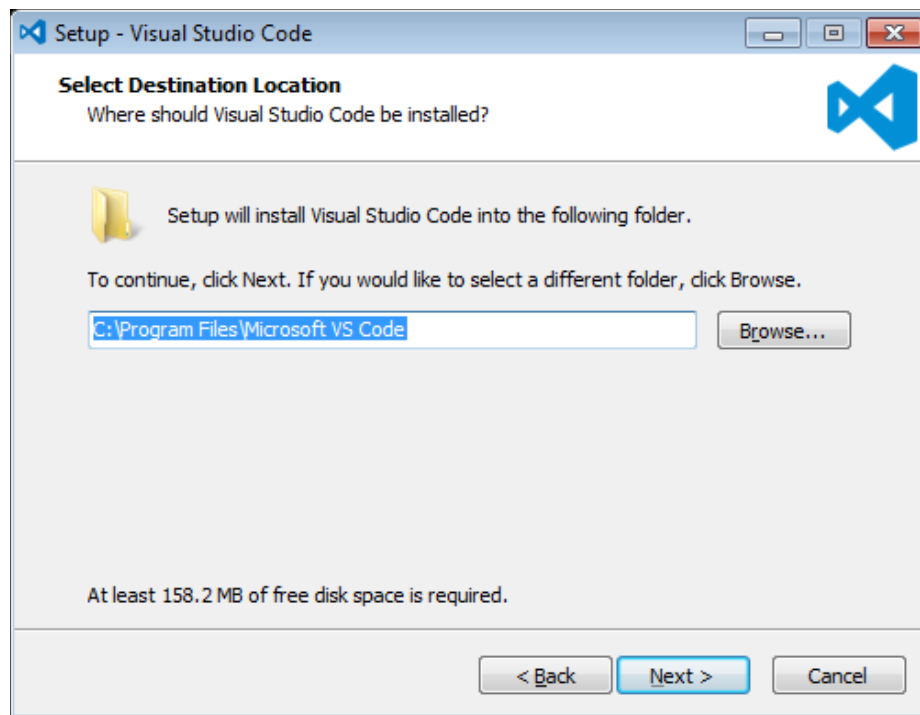 Setup - Visual Studio Code
Select Destination Location
Where should Visual Studio Code be installed?
Setup will install Visual Studio Code into the following folder.
To continue, click Next. If you would like to select a different folder, click Browse.
C:\Program Files\Microsoft VS Code
Browse...
At least 158.2 MB of free disk space is required.
< Back
Next >
Cancel